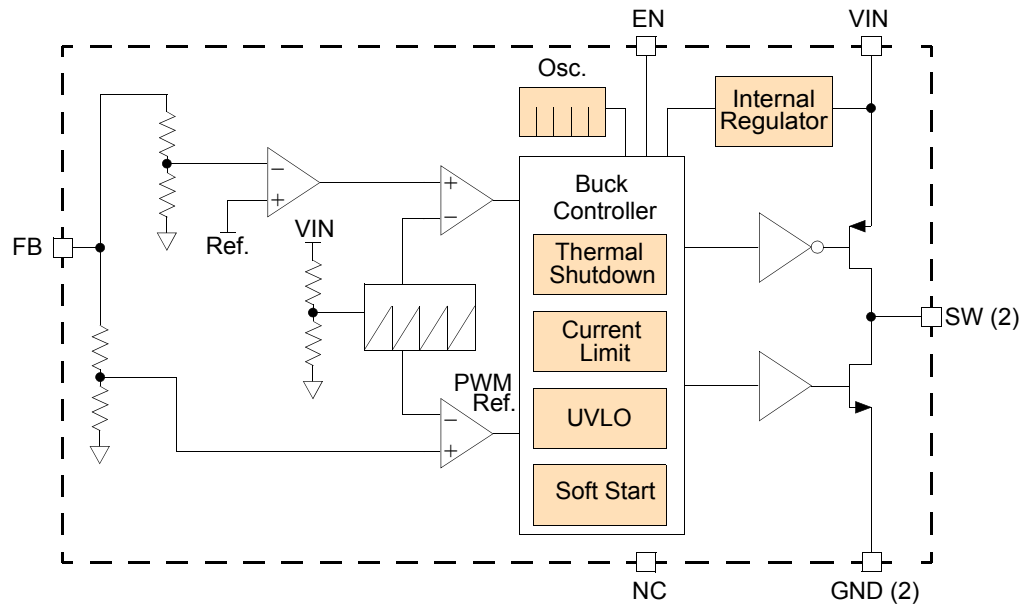 EN
VIN
Osc.
Internal
Regulator
Buck
Controller
−
+
+
−
Ref.
VIN
FB
Thermal
Shutdown
SW (2)
Current
Limit
PWM
Ref.
−
+
UVLO
Soft Start
NC
GND (2)